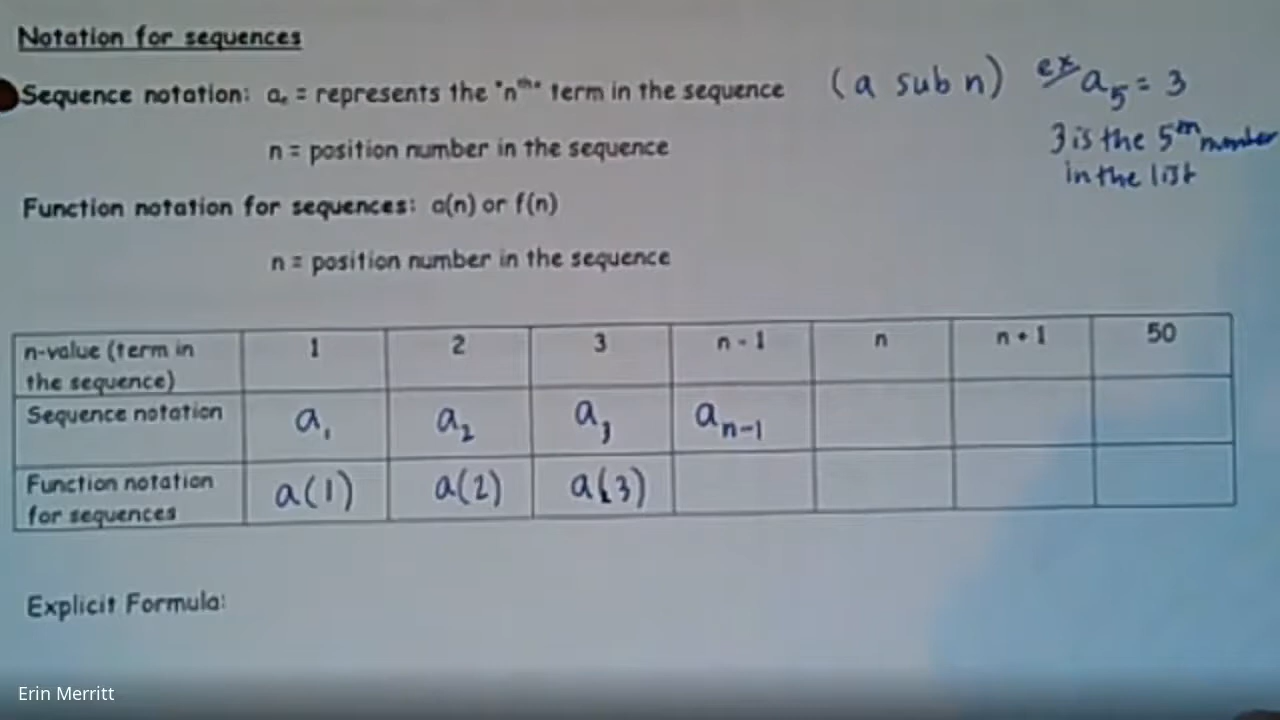 Notation for sequences
Sequence notation: aₙ = represents the "nᵗʰ" term in the sequence (a sub n) ex a₅ = 3
n = position number in the sequence 3 is the 5ᵗʰ number
in the list
Function notation for sequences: a(n) or f(n)
n = position number in the sequence
n-value (term in the sequence) 1 2 3 n - 1 n n + 1 50
Sequence notation a₁ a₂ a₃ aₙ₋₁
Function notation for sequences a(1) a(2) a(3)
Explicit Formula:
Erin Merritt